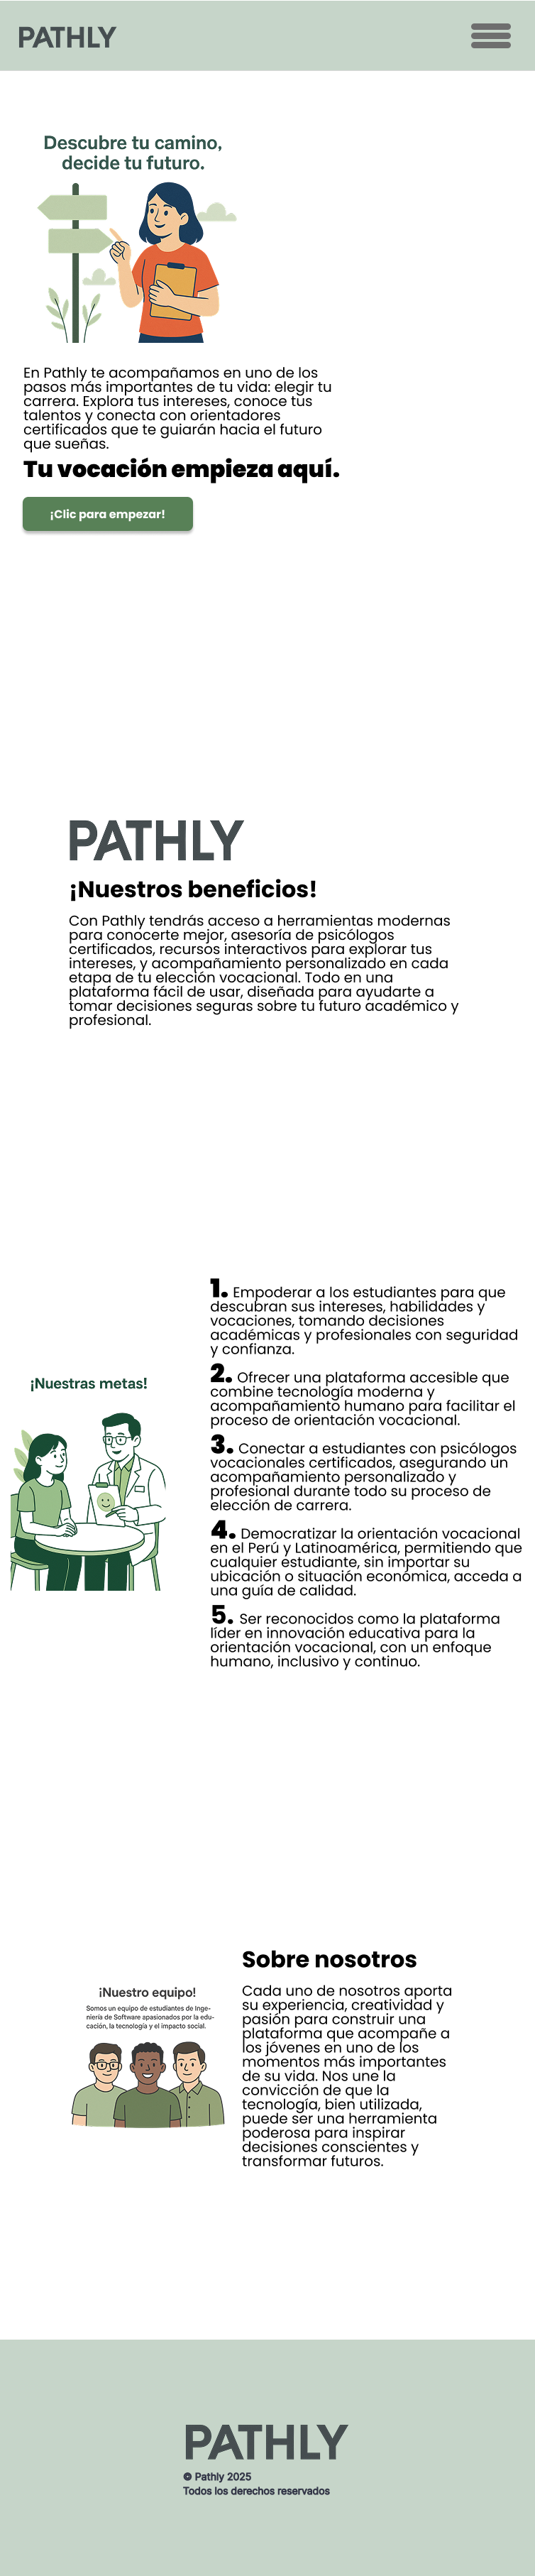 PATHLY
Descubre tu camino,
decide tu futuro.
En Pathly te acompañamos en uno de los
pasos más importantes de tu vida: elegir tu
carrera. Explora tus intereses, conoce tus
talentos y conecta con orientadores
certificados que te guiarán hacia el futuro
que sueñas.
Tu vocación empieza aquí.
¡Clic para empezar!
PATHLY
¡Nuestros beneficios!
Con Pathly tendrás acceso a herramientas modernas
para conocerte mejor, asesoría de psicólogos
certificados, recursos interactivos para explorar tus
intereses, y acompañamiento personalizado en cada
etapa de tu elección vocacional. Todo en una
plataforma fácil de usar, diseñada para ayudarte a
tomar decisiones seguras sobre tu futuro académico y
profesional.
¡Nuestras metas!
1. Empoderar a los estudiantes para que
descubran sus intereses, habilidades y
vocaciones, tomando decisiones
académicas y profesionales con seguridad
y confianza.
2. Ofrecer una plataforma accesible que
combine tecnología moderna y
acompañamiento humano para facilitar el
proceso de orientación vocacional.
3. Conectar a estudiantes con psicólogos
vocacionales certificados, asegurando un
acompañamiento personalizado y
profesional durante todo su proceso de
elección de carrera.
4. Democratizar la orientación vocacional
en el Perú y Latinoamérica, permitiendo que
cualquier estudiante, sin importar su
ubicación o situación económica, acceda a
una guía de calidad.
5. Ser reconocidos como la plataforma
líder en innovación educativa para la
orientación vocacional, con un enfoque
humano, inclusivo y continuo.
¡Nuestro equipo!
Somos un equipo de estudiantes de Inge-
niería de Software apasionados por la edu-
cación, la tecnología y el impacto social.
Sobre nosotros
Cada uno de nosotros aporta
su experiencia, creatividad y
pasión para construir una
plataforma que acompañe a
los jóvenes en uno de los
momentos más importantes
de su vida. Nos une la
convicción de que la
tecnología, bien utilizada,
puede ser una herramienta
poderosa para inspirar
decisiones conscientes y
transformar futuros.
PATHLY
© Pathly 2025
Todos los derechos reservados